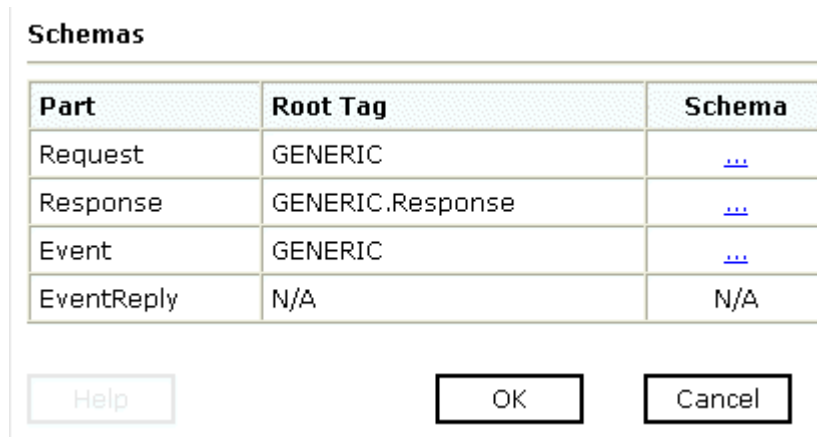 Schemas
Part Root Tag Schema
Request GENERIC ...
Response GENERIC.Response ...
Event GENERIC ...
EventReply N/A N/A
Help OK Cancel